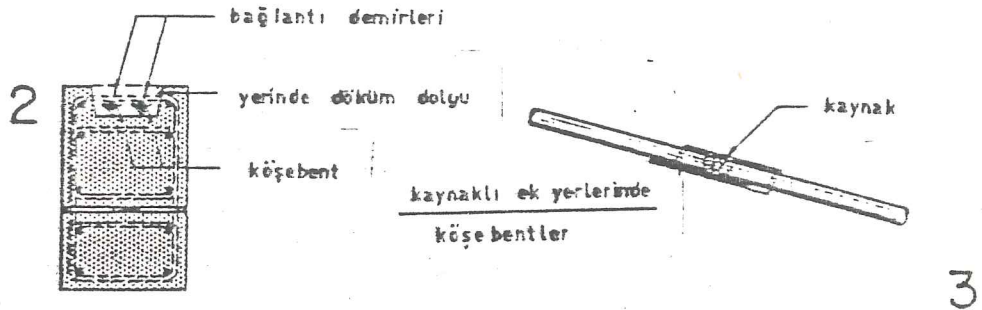 bağlantı demirleri
2
yerinde döküm dolgu
köşebent
kaynak
kaynaklı ek yerlerinde
köşebentler
3